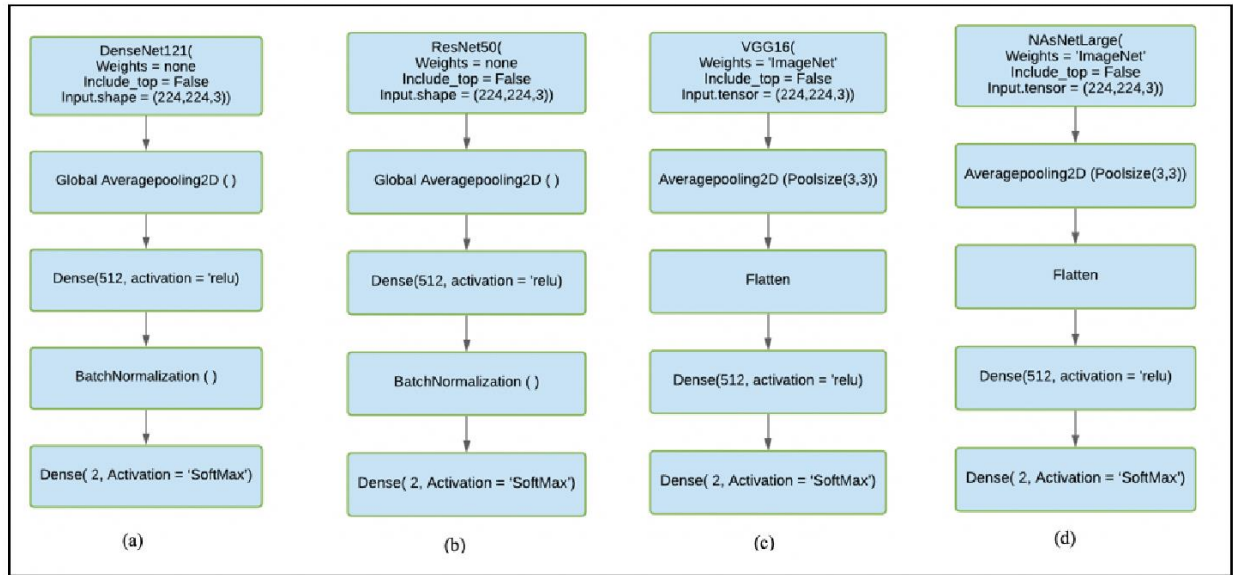 DenseNet121(
Weights = none
Include_top = False
Input.shape = (224,224,3))
Global Averagepooling2D ( )
Dense(512, activation = 'relu)
BatchNormalization ( )
Dense( 2, Activation = 'SoftMax')
(a)
ResNet50(
Weights = none
Include_top = False
Input.shape = (224,224,3))
Global Averagepooling2D ( )
Dense(512, activation = 'relu)
BatchNormalization ( )
Dense( 2, Activation = 'SoftMax')
(b)
VGG16(
Weights = 'ImageNet'
Include_top = False
Input.tensor = (224,224,3))
Averagepooling2D (Poolsize(3,3))
Flatten
Dense(512, activation = 'relu)
Dense( 2, Activation = 'SoftMax')
(c)
NAsNetLarge(
Weights = 'ImageNet'
Include_top = False
Input.tensor = (224,224,3))
Averagepooling2D (Poolsize(3,3))
Flatten
Dense(512, activation = 'relu)
Dense( 2, Activation = 'SoftMax')
(d)